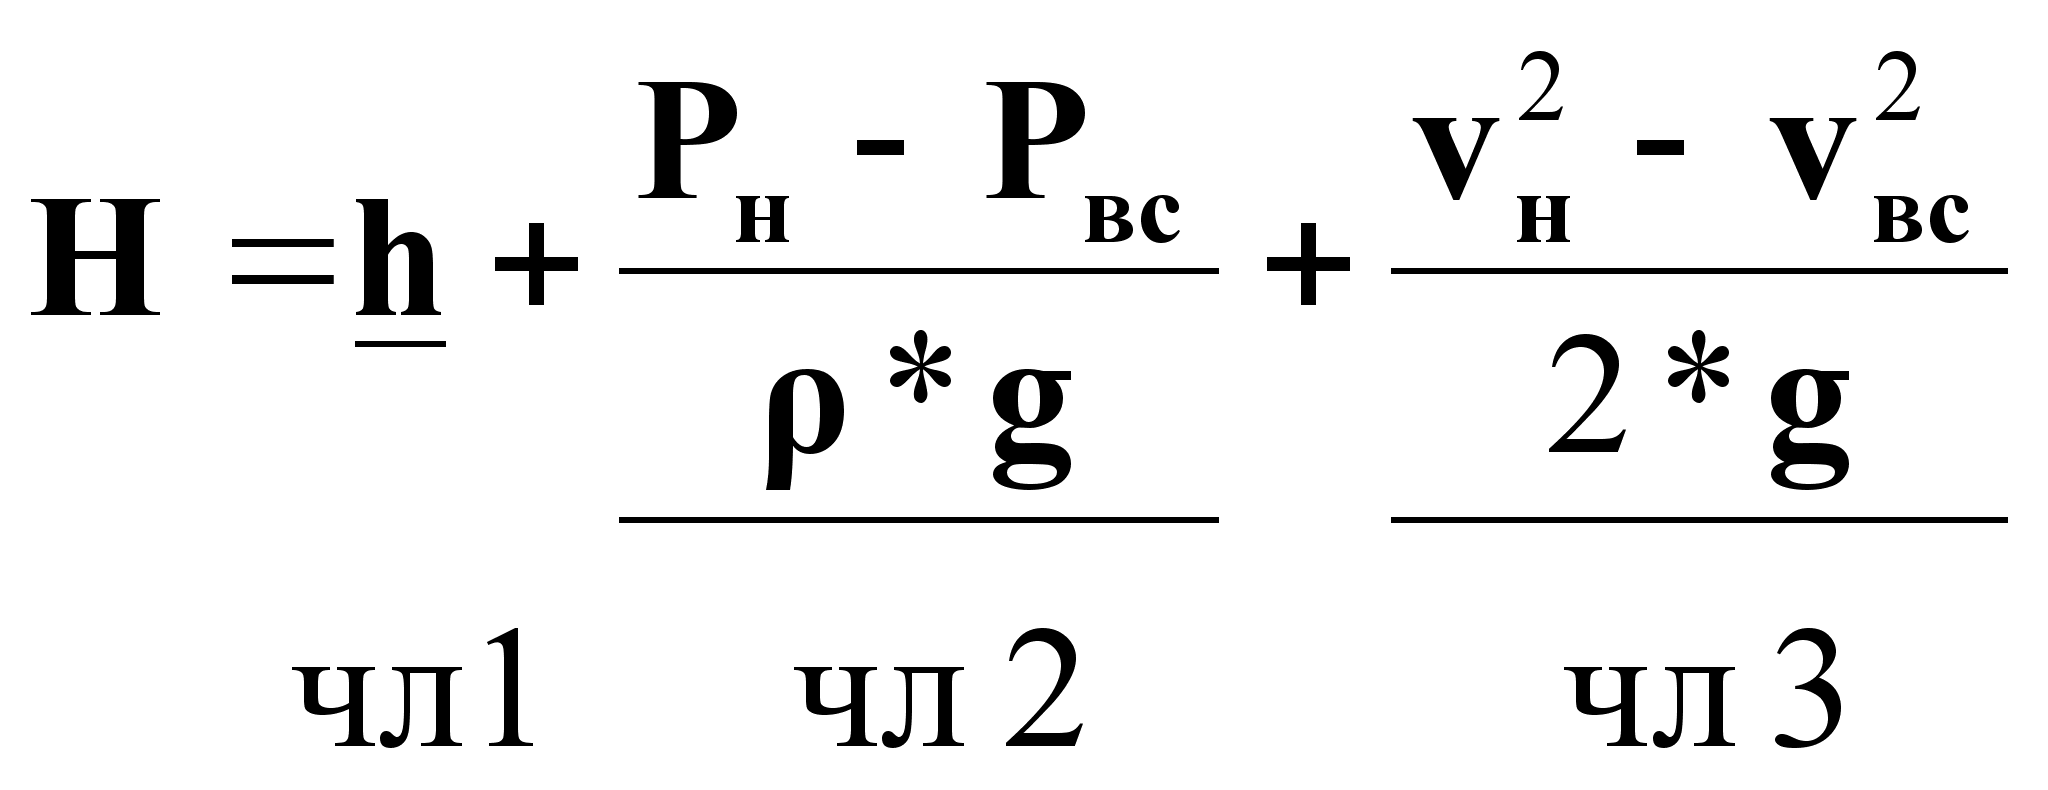 H = h + (Pн - Pвс) / (ρ * g) + (vн² - vвс²) / (2 * g)
чл1 чл 2 чл 3